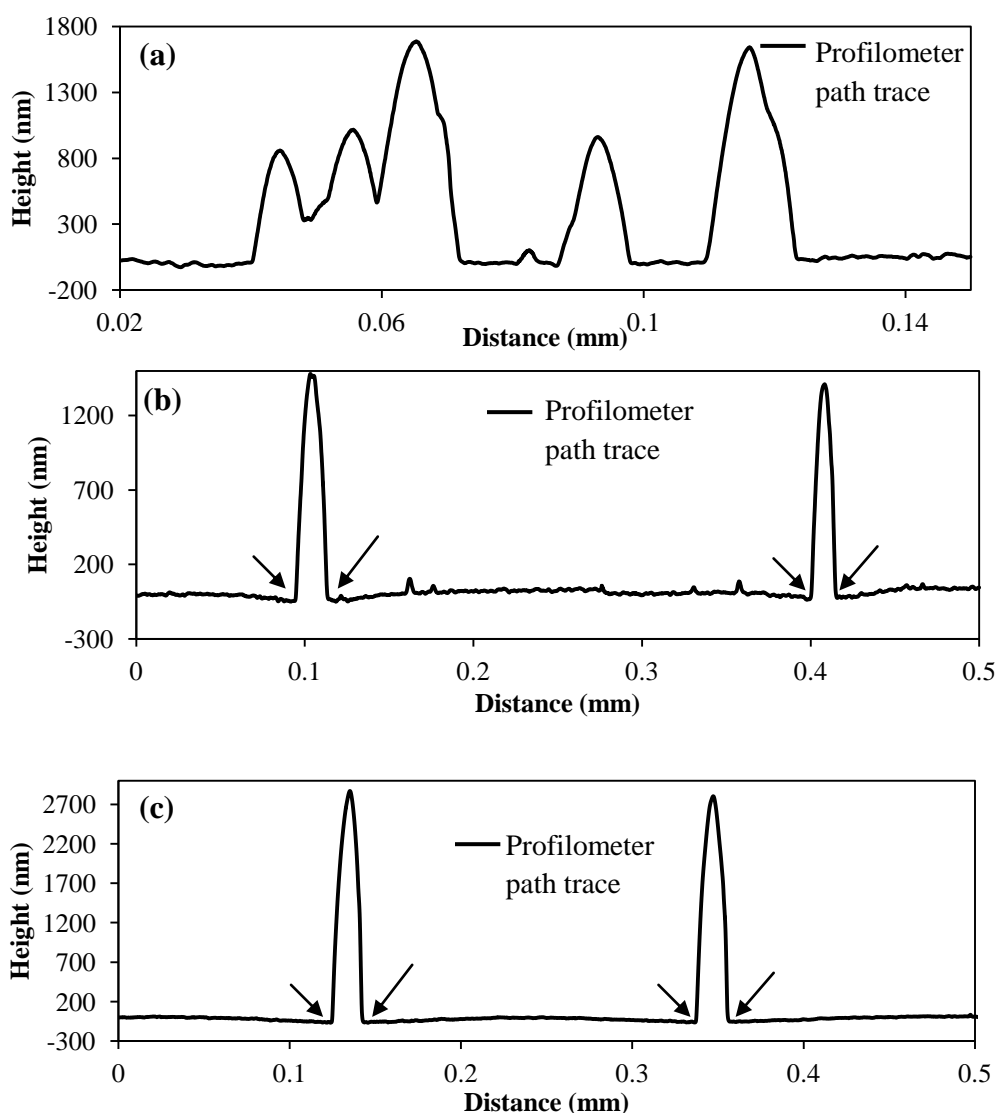 (a)
Profilometer
path trace
Height (nm)
1800
1300
800
300
-200
0.02 0.06 0.1 0.14
Distance (mm)
(b)
Profilometer
path trace
Height (nm)
1200
700
200
-300
0 0.1 0.2 0.3 0.4 0.5
Distance (mm)
(c)
Profilometer
path trace
Height (nm)
2700
2200
1700
1200
700
200
-300
0 0.1 0.2 0.3 0.4 0.5
Distance (mm)